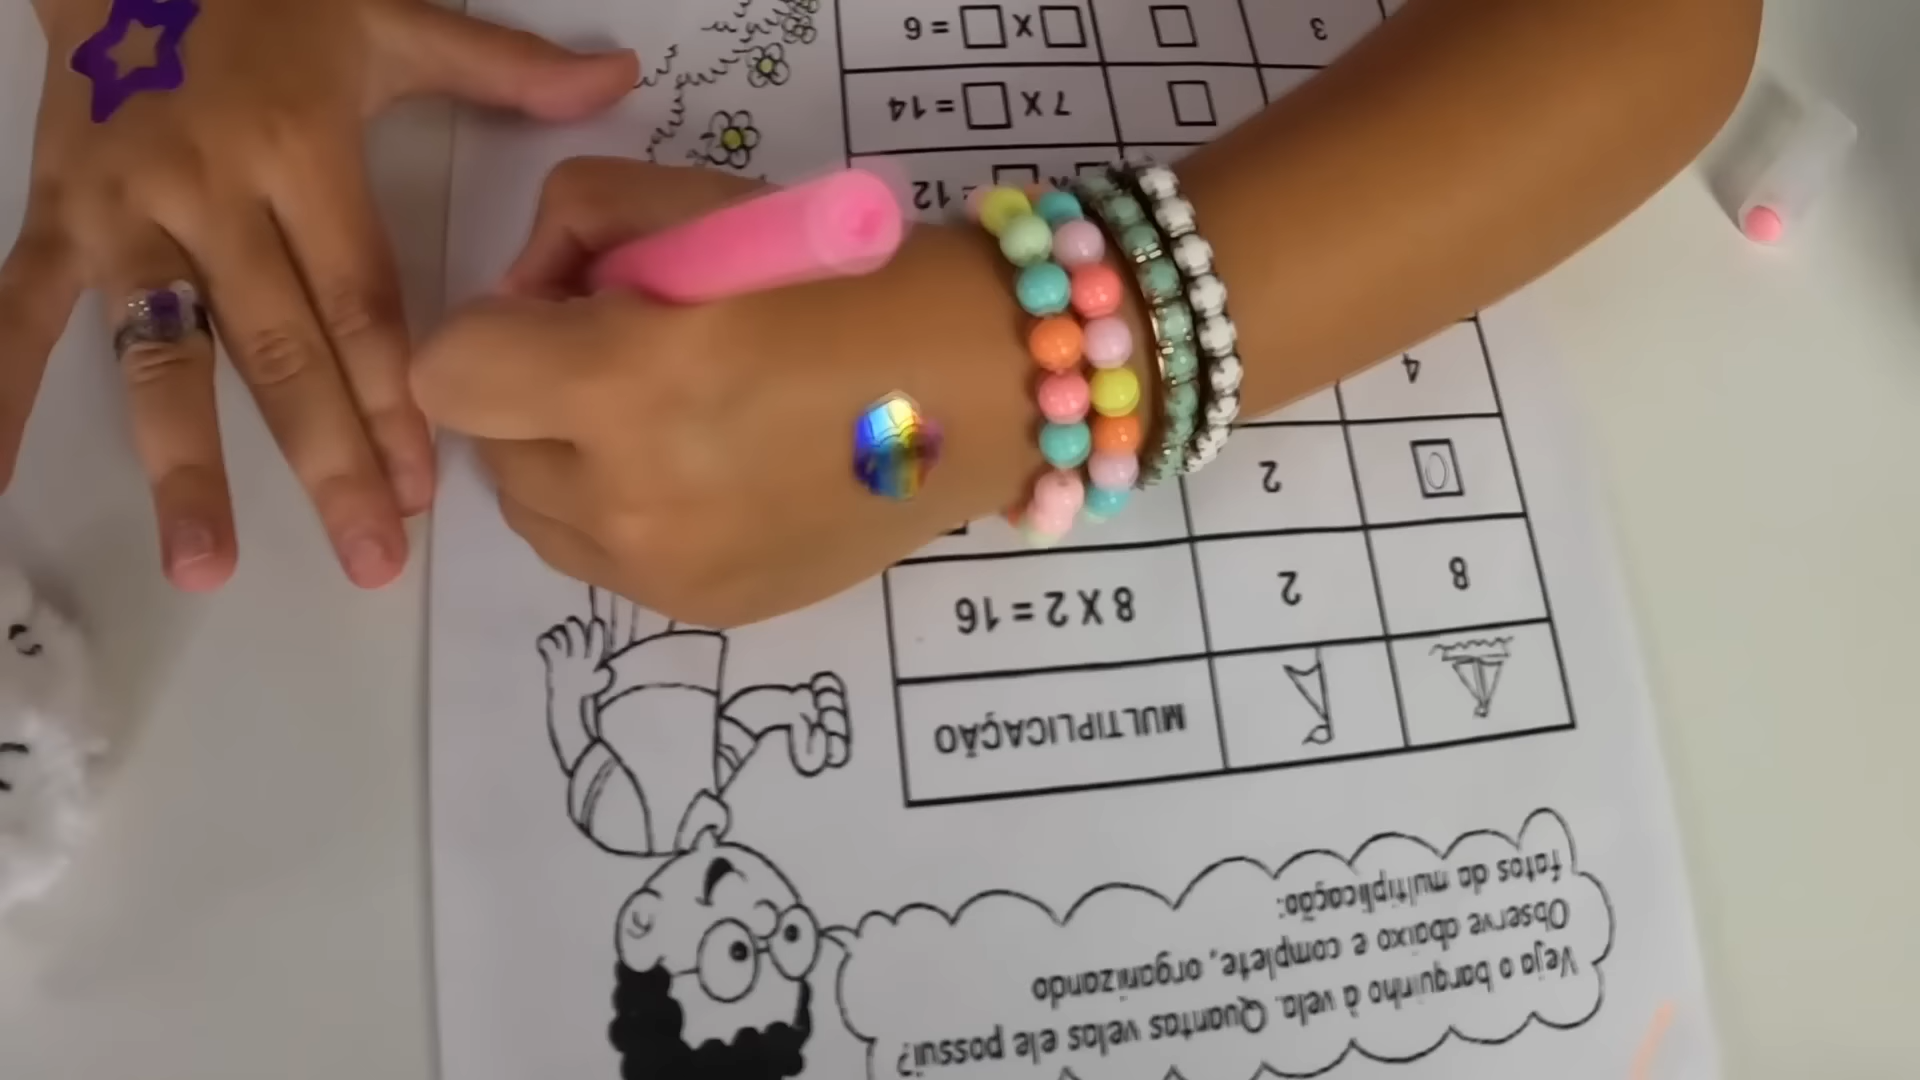 Veja o barquinho à vela. Quantas velas ele possui?
Observe abaixo e complete, organizando
fatos da multiplicação:
MULTIPLICAÇÃO
8 2 8 X 2 = 16
0 2
4
= 12
7 X = 14
3 X = 6